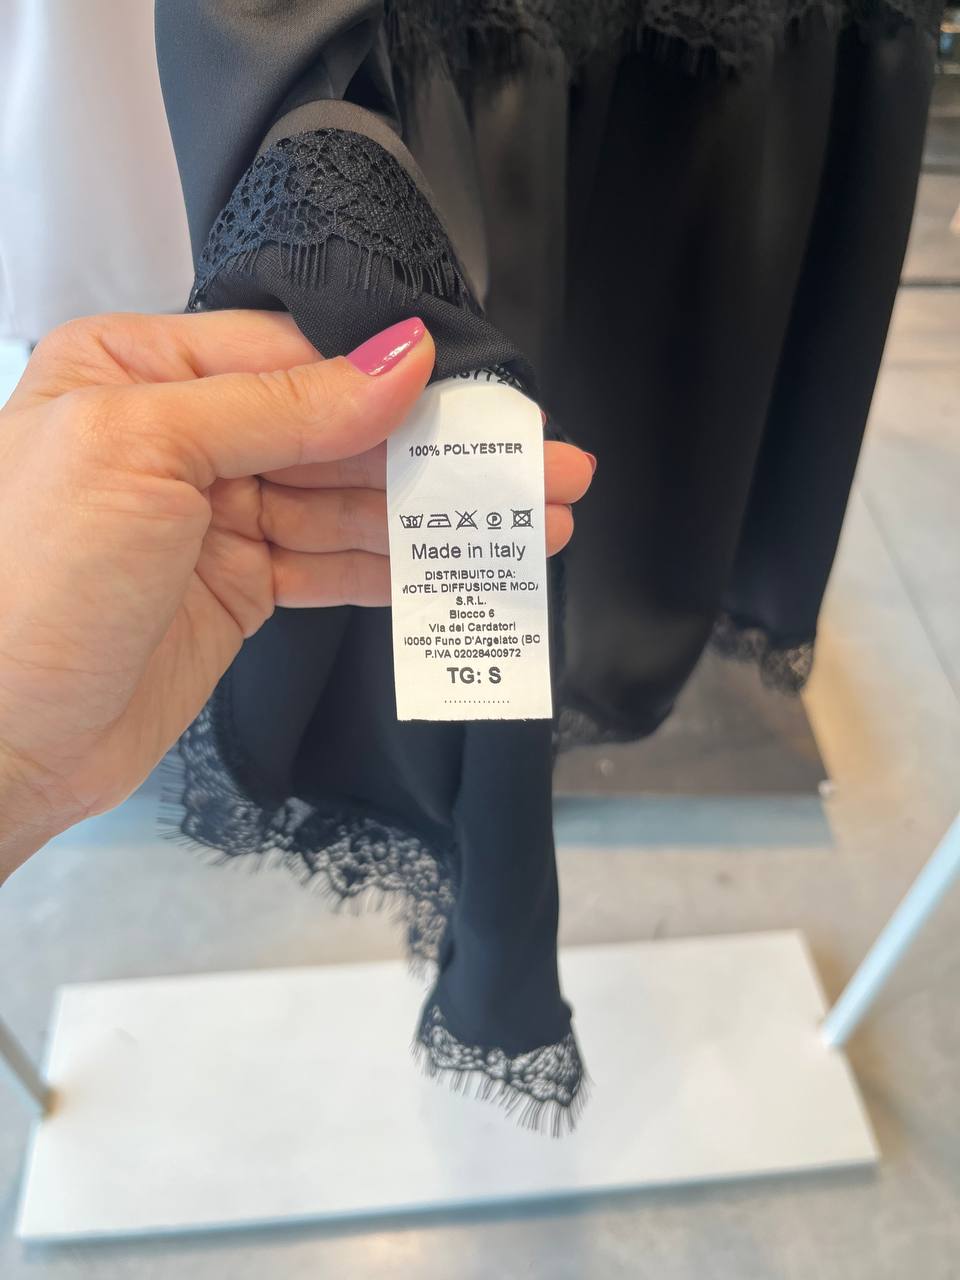 100% POLYESTER
30 P
Made in Italy
DISTRIBUITO DA:
MOTEL DIFFUSIONE MODA
S.R.L.
Blocco 6
Via dei Cardatori
40050 Funo D'Argelato (BO
P.IVA 02028400972
TG: S